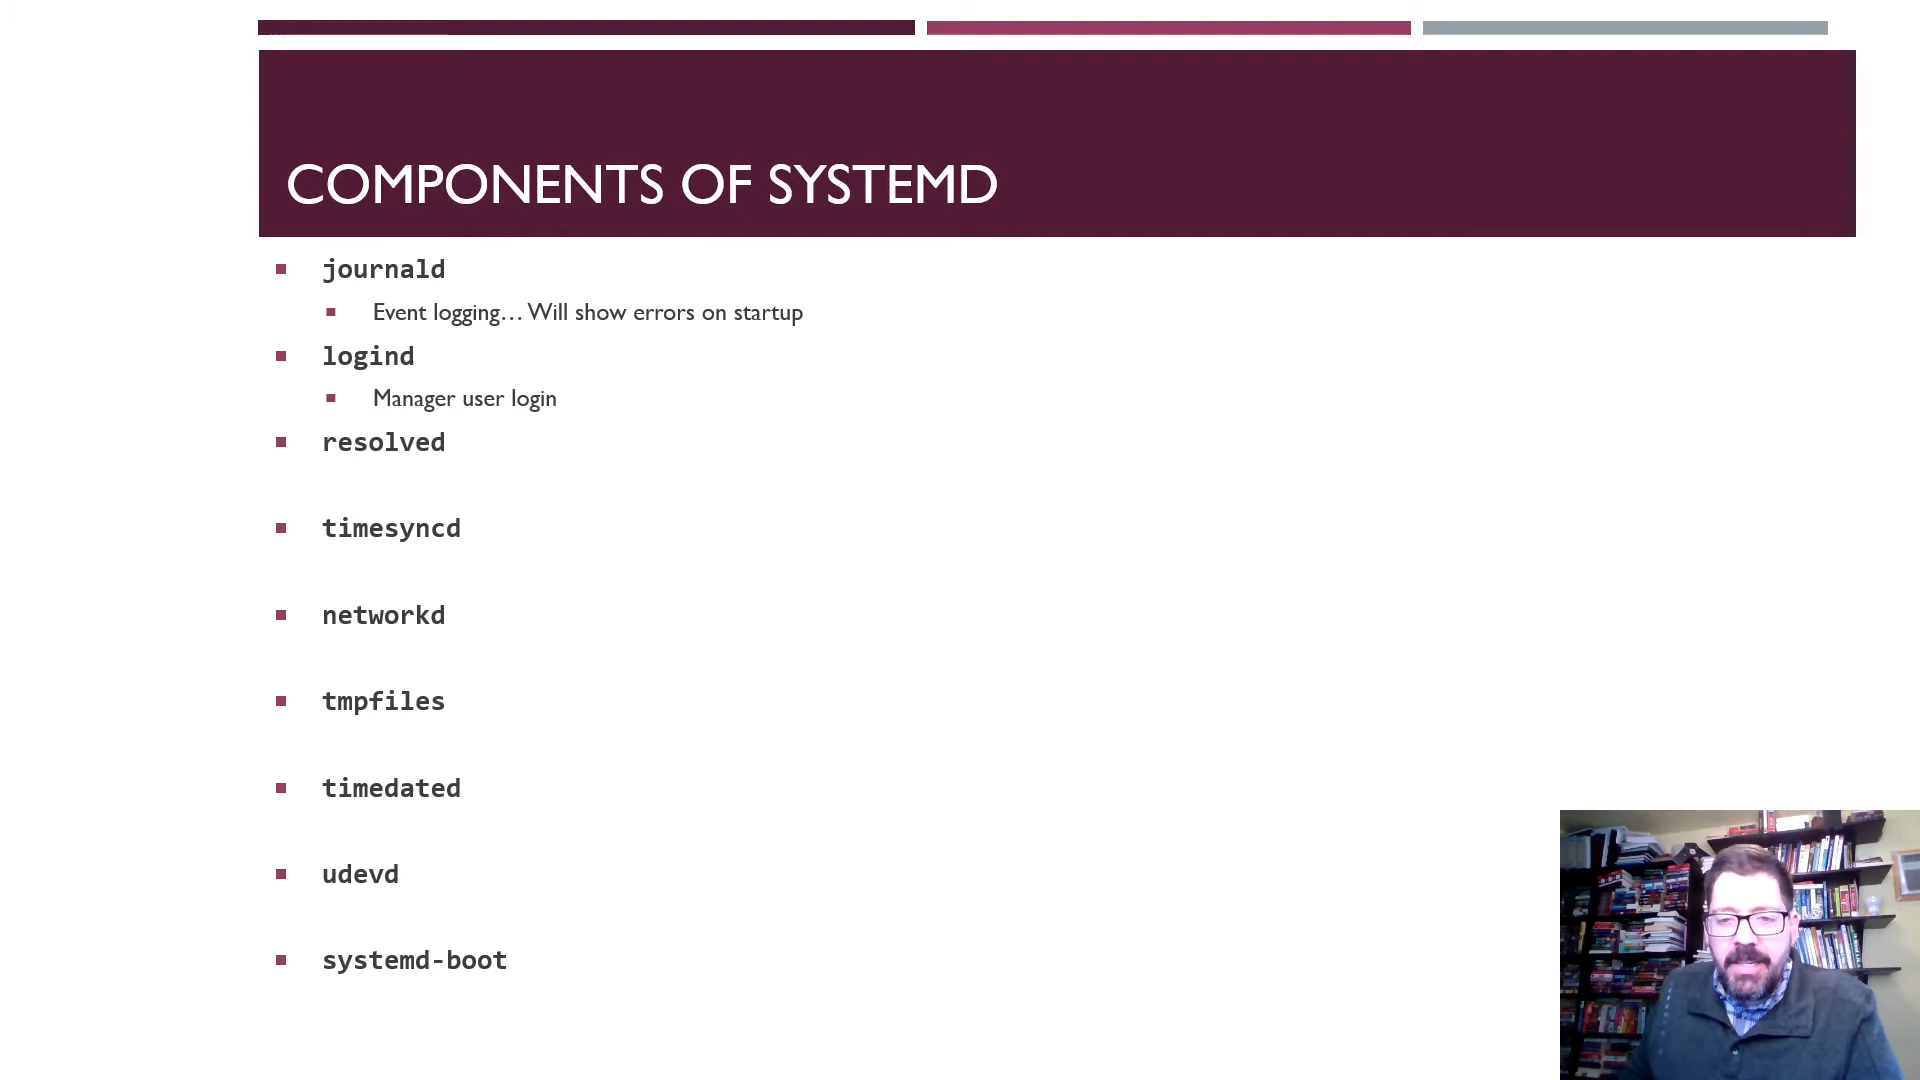 COMPONENTS OF SYSTEMD
journald
Event logging… Will show errors on startup
logind
Manager user login
resolved
timesyncd
networkd
tmpfiles
timedated
udevd
systemd-boot